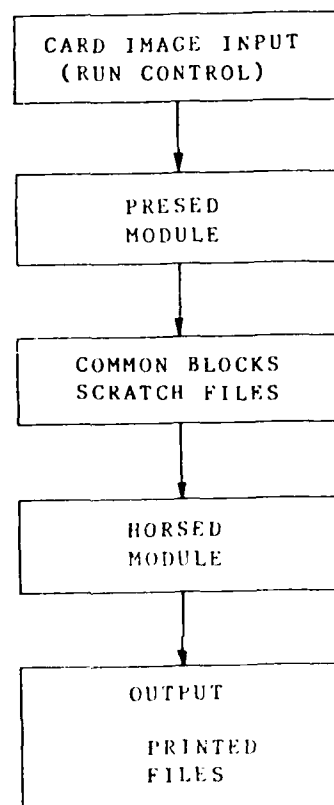 CARD IMAGE INPUT
(RUN CONTROL)
PRESED
MODULE
COMMON BLOCKS
SCRATCH FILES
HORSED
MODULE
OUTPUT
PRINTED
FILES